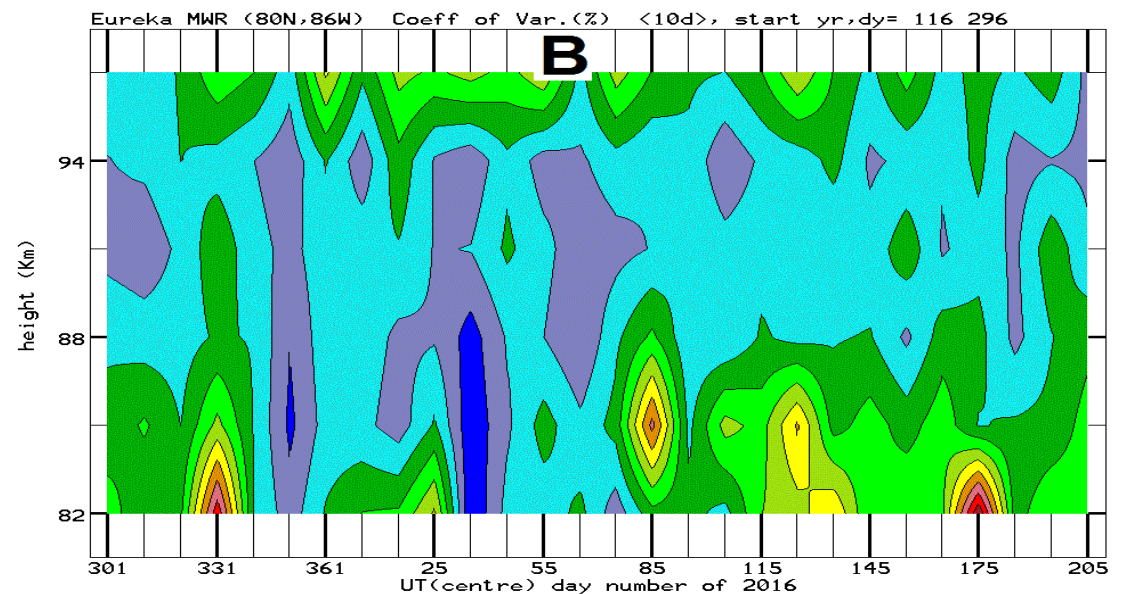 Eureka MWR (80N,86W) Coeff of Var.(%) <10d>, start yr,dy= 116 296
B
94
height (Km)
88
82
301 331 361 25 55 85 115 145 175 205
UT(centre) day number of 2016